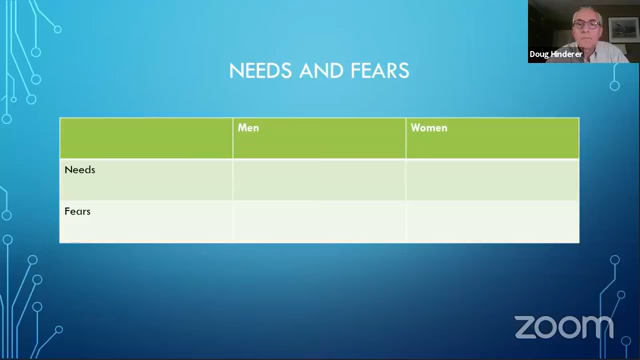 Doug Hinderer
NEEDS AND FEARS
Men Women
Needs
Fears
zoom